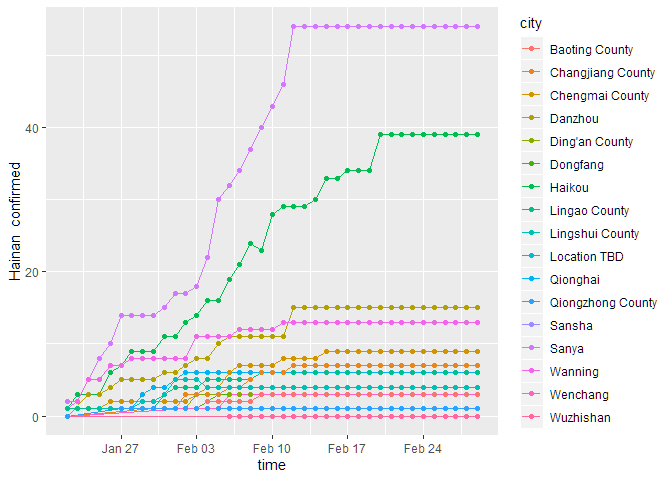 city
Baoting County
Changjiang County
Chengmai County
Danzhou
Ding'an County
Dongfang
Haikou
Lingao County
Lingshui County
Location TBD
Qionghai
Qiongzhong County
Sansha
Sanya
Wanning
Wenchang
Wuzhishan
Hainan confirmed
40
20
0
Jan 27
Feb 03
Feb 10
Feb 17
Feb 24
time